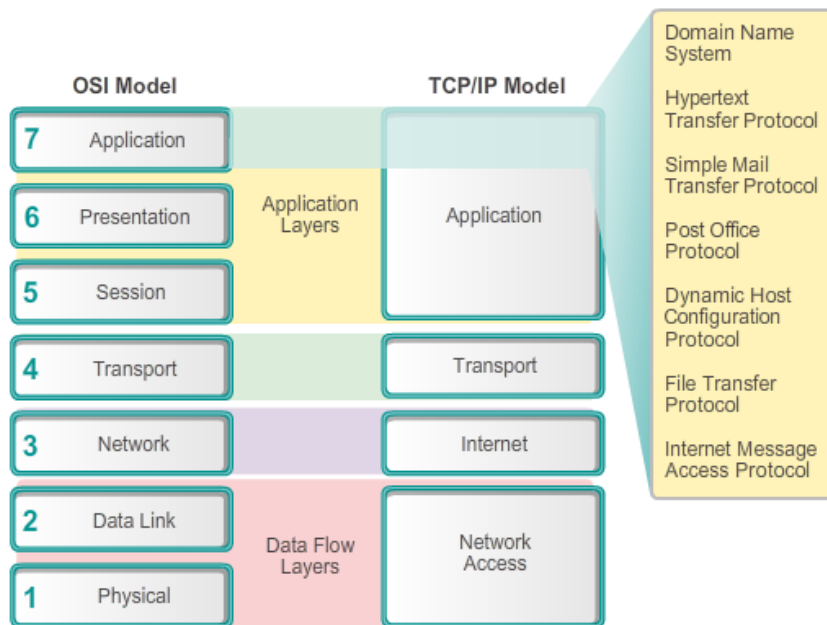 OSI Model
TCP/IP Model
7 Application
6 Presentation
5 Session
4 Transport
3 Network
2 Data Link
1 Physical
Application
Layers
Data Flow
Layers
Application
Transport
Internet
Network
Access
Domain Name
System
Hypertext
Transfer Protocol
Simple Mail
Transfer Protocol
Post Office
Protocol
Dynamic Host
Configuration
Protocol
File Transfer
Protocol
Internet Message
Access Protocol